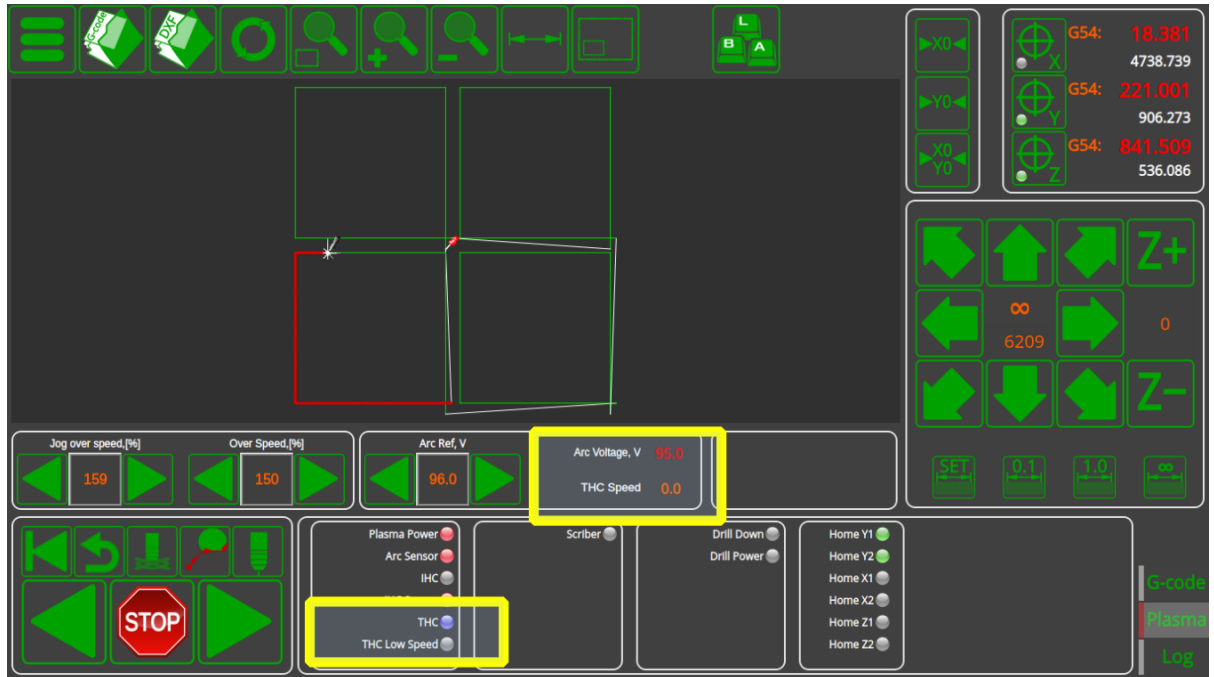 G-code
DXF
L
B A
X0
G54: 18.381
X
4738.739
Y0
G54: 221.001
Y
906.273
X0
Y0
G54: 841.509
Z
536.086
Z+
∞
6209
0
Z-
SET 0,1 1.0 ∞
Jog over speed,[%]
159
Over Speed,[%]
150
Arc Ref, V
96.0
Arc Voltage, V 95.0
THC Speed 0.0
STOP
Plasma Power
Arc Sensor
IHC
THC
THC Low Speed
Scriber
Drill Down
Drill Power
Home Y1
Home Y2
Home X1
Home X2
Home Z1
Home Z2
G-code
Plasma
Log